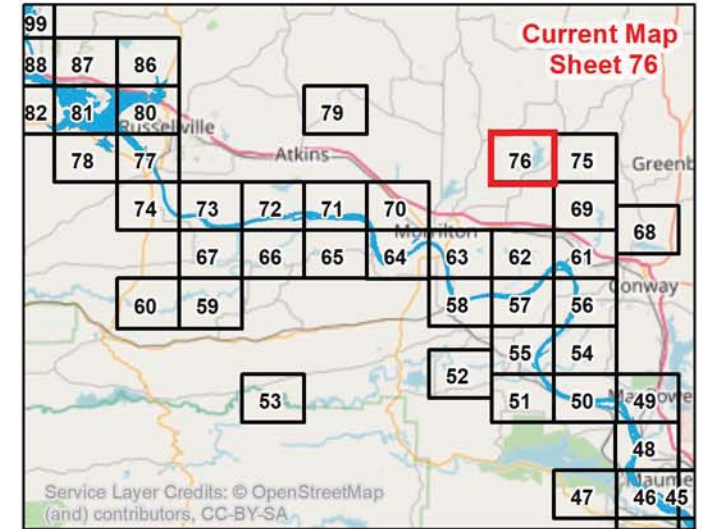 99
Current Map
Sheet 76
88 87 86
82 81 80 79
Russellville
Atkins
78 77 76 75
Greenb
74 73 72 71 70 69
68
Morrilton
67 66 65 64 63 62 61
Conway
60 59 58 57 56
55 54
52
53 51 50 49
48
Maume
47 46 45
Service Layer Credits: © OpenStreetMap
(and) contributors, CC-BY-SA